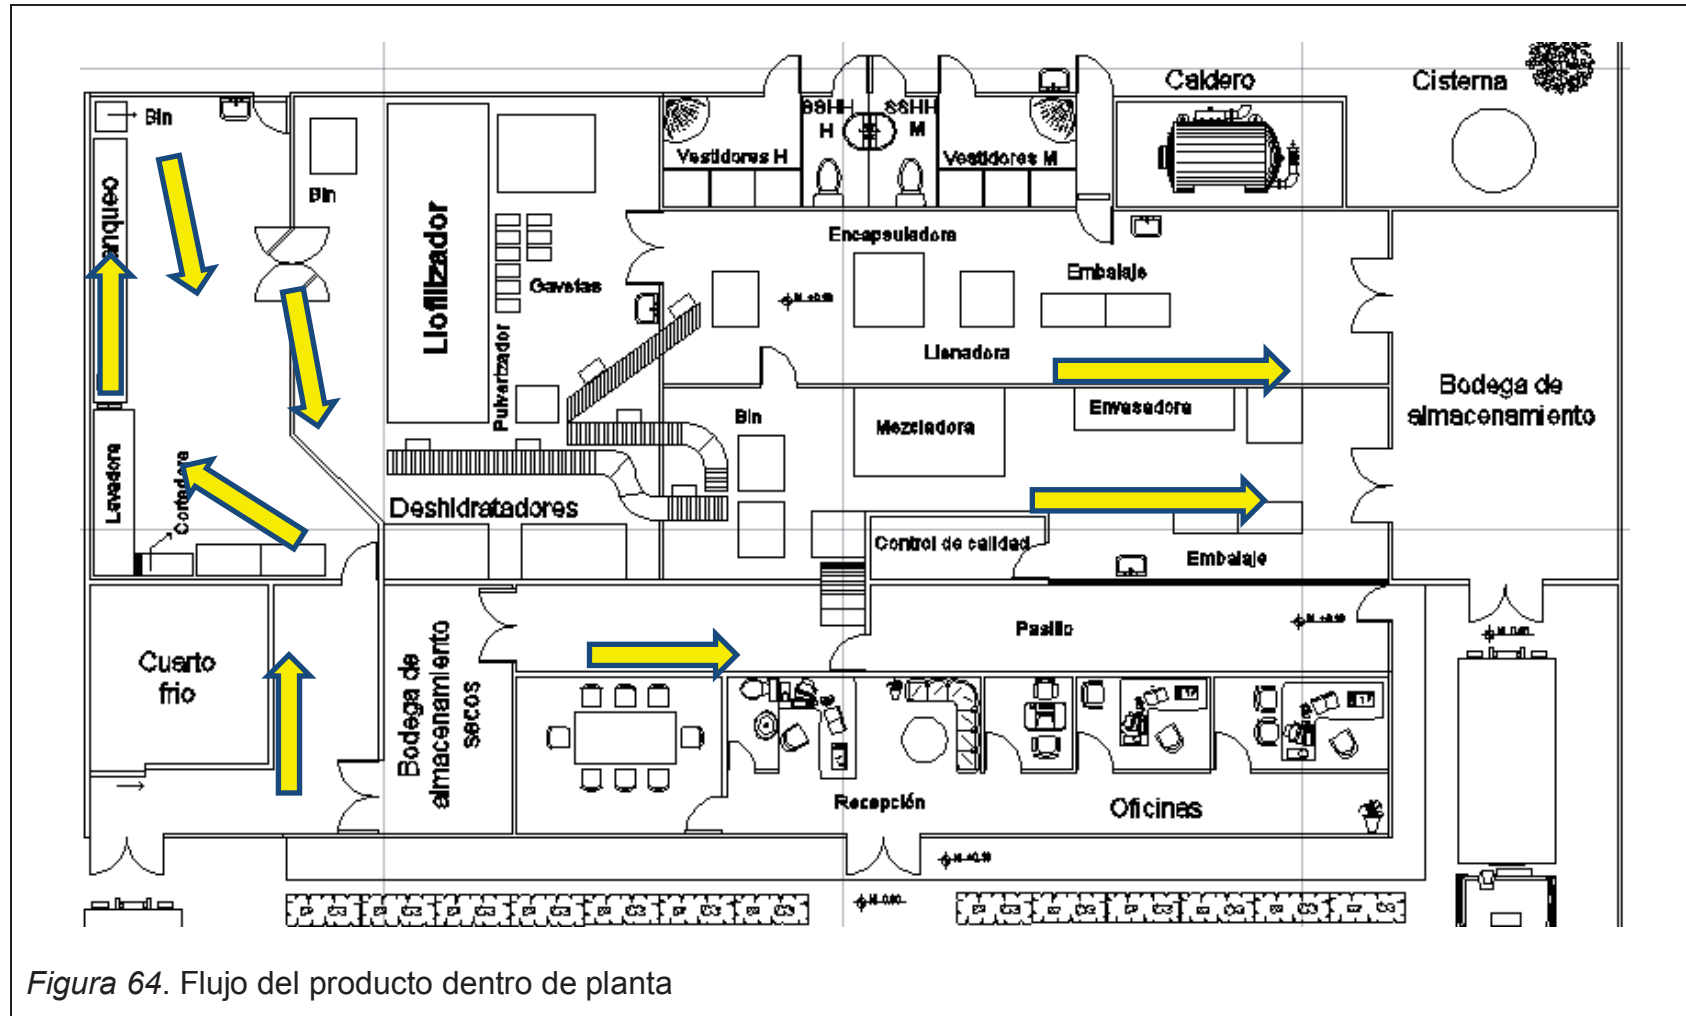 Caldero
Cisterna
Bin
SSHH
H
SSHH
M
Vestidores H
Vestidores M
anqueo
Bin
Liofilizador
Gavetas
Encapsuladora
Embalaje
Llenadora
Pulverizador
Bodega de
almacenamiento
Envasadora
Mezcladora
Bin
Lavadora
Cortadora
Deshidratadores
Control de calidad
Embalaje
Cuarto
frio
Bodega de
almacenamiento
secos
Pasillo
Recepción
Oficinas
Figura 64. Flujo del producto dentro de planta